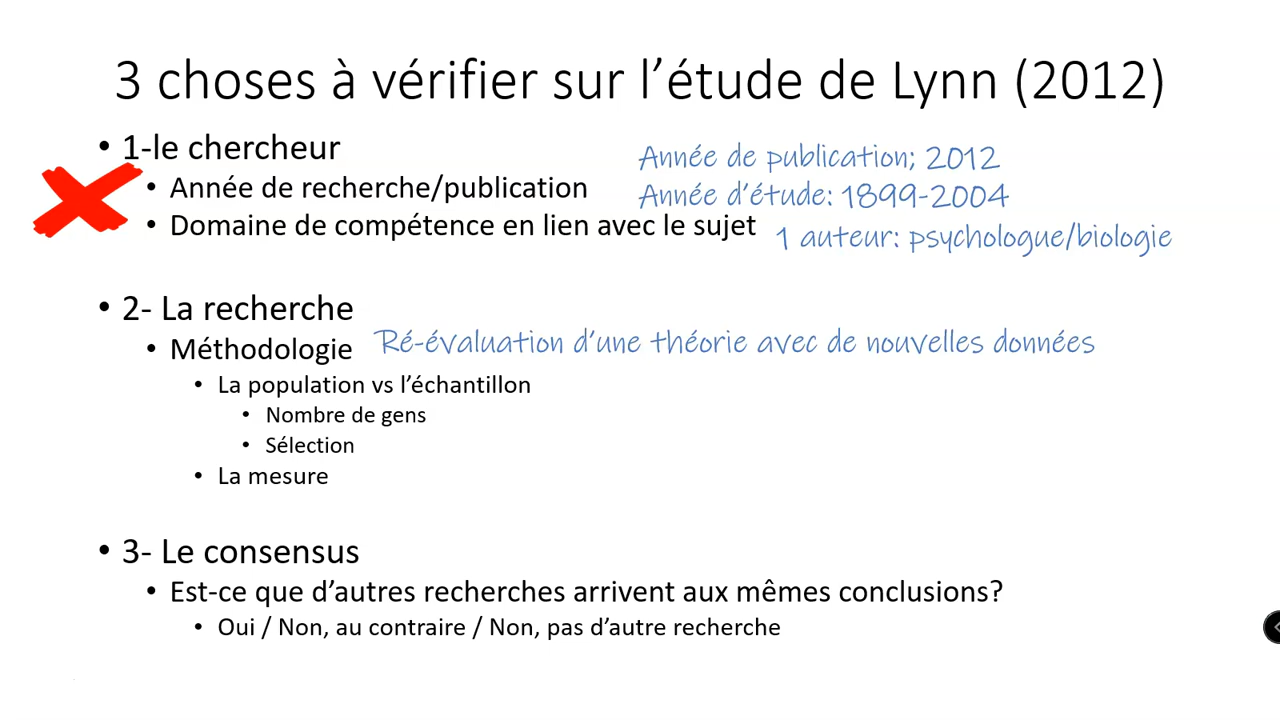 3 choses à vérifier sur l'étude de Lynn (2012)
• 1-le chercheur
• Année de recherche/publication
Année de publication; 2012
Année d'étude: 1899-2004
• Domaine de compétence en lien avec le sujet
1 auteur: psychologue/biologie
• 2- La recherche
• Méthodologie
Ré-évaluation d'une théorie avec de nouvelles données
• La population vs l'échantillon
• Nombre de gens
• Sélection
• La mesure
• 3- Le consensus
• Est-ce que d'autres recherches arrivent aux mêmes conclusions?
• Oui / Non, au contraire / Non, pas d'autre recherche